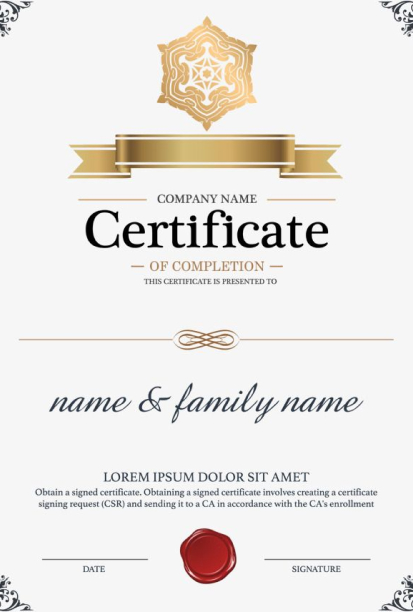 COMPANY NAME
Certificate
OF COMPLETION
THIS CERTIFICATE IS PRESENTED TO
name & family name
LOREM IPSUM DOLOR SIT AMET
Obtain a signed certificate. Obtaining a signed certificate involves creating a certificate
signing request (CSR) and sending it to a CA in accordance with the CA's enrollment
DATE
SIGNATURE